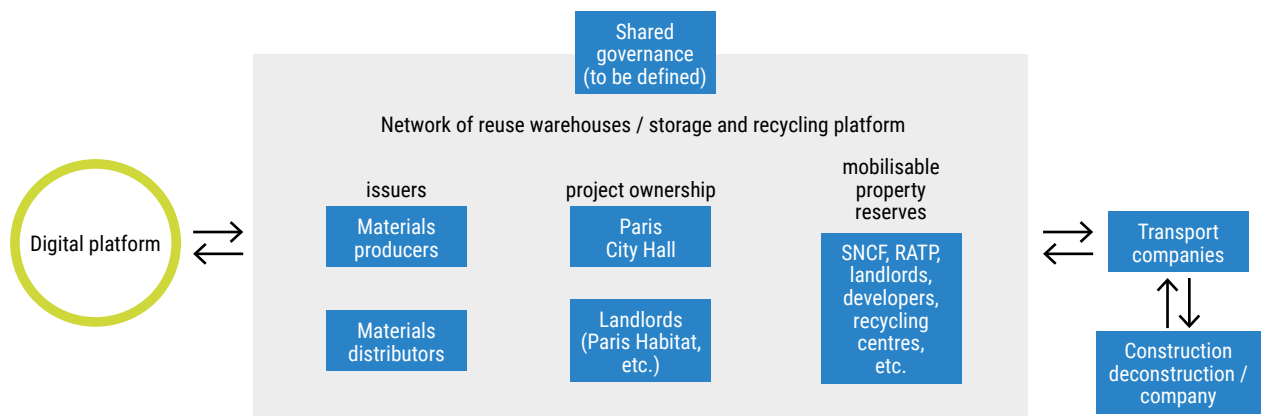 Shared
governance
(to be defined)
Network of reuse warehouses / storage and recycling platform
Digital platform
issuers
Materials
producers
Materials
distributors
project ownership
Paris
City Hall
Landlords
(Paris Habitat,
etc.)
mobilisable
property
reserves
SNCF, RATP,
landlords,
developers,
recycling
centres,
etc.
Transport
companies
Construction
deconstruction /
company